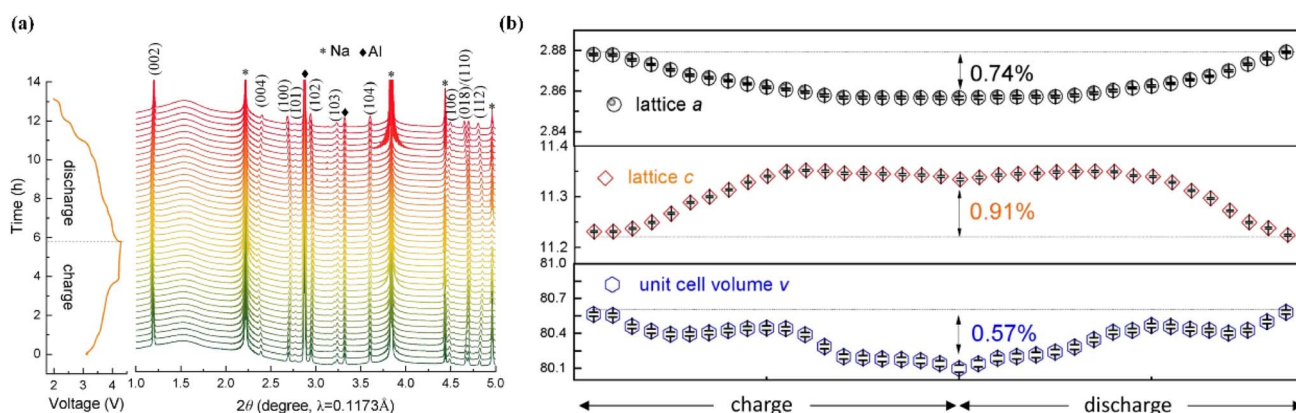 (a)
*Na ♦Al
(002)
*
(004)
(100)
(101)
♦
(102)
(103)
♦
(104)
*
*
(106)
(018)/(110)
(112)
*
14
12
10
8
6
4
2
0
Time (h)
discharge
charge
2 3 4
Voltage (V)
1.0 1.5 2.0 2.5 3.0 3.5 4.0 4.5 5.0
2θ (degree, λ=0.1173Å)
(b)
2.88
2.86
2.84
lattice a
0.74%
11.4
11.3
11.2
lattice c
0.91%
81.0
80.7
80.4
80.1
unit cell volume v
0.57%
charge discharge